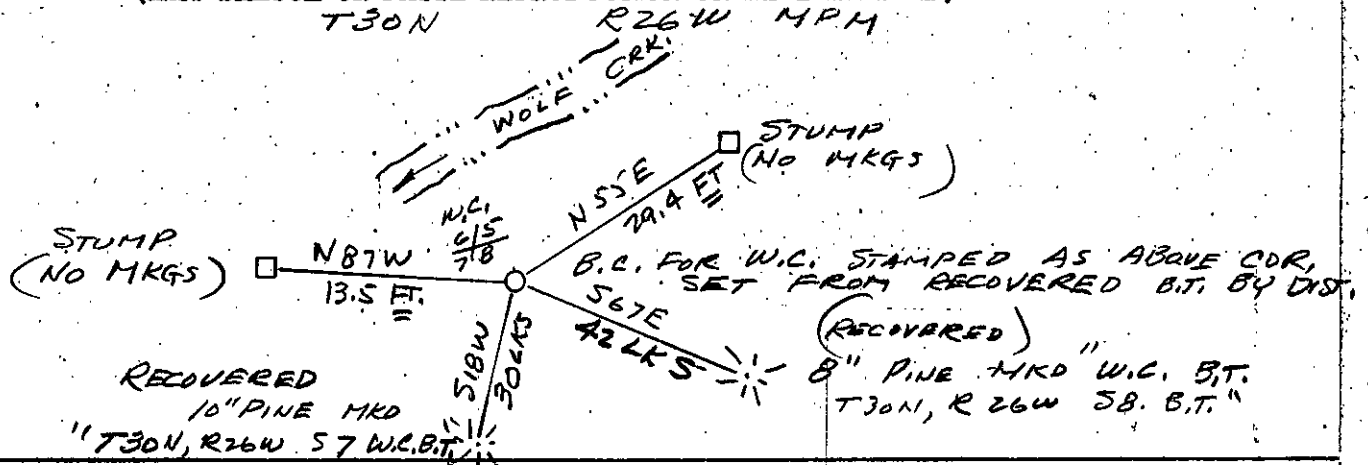 T30N R26W MPM
WOLF CRK.
STUMP
(NO MKGS)
N55E
29.4 FT
W.C.
6|5
7|8
STUMP
(NO MKGS)
N87W
13.5 FT.
B.C. FOR W.C. STAMPED AS ABOVE COR,
SET FROM RECOVERED B.T. BY DIST.
S67E
42 LKS
(RECOVERED)
8" PINE MKD "W.C. B.T.
T30N, R26W S8. B.T."
S18W
30LKS
RECOVERED
10" PINE MKD
"T30N, R26W S7 W.C.B.T."